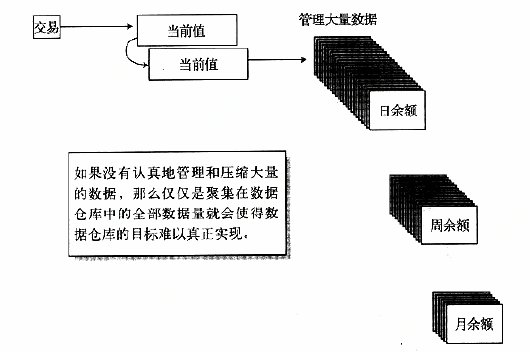 交易
当前值
当前值
管理大量数据
日余额
如果没有认真地管理和压缩大量
的数据，那么仅仅是聚集在数据
仓库中的全部数据量就会使得数
据仓库的目标难以真正实现。
周余额
月余额